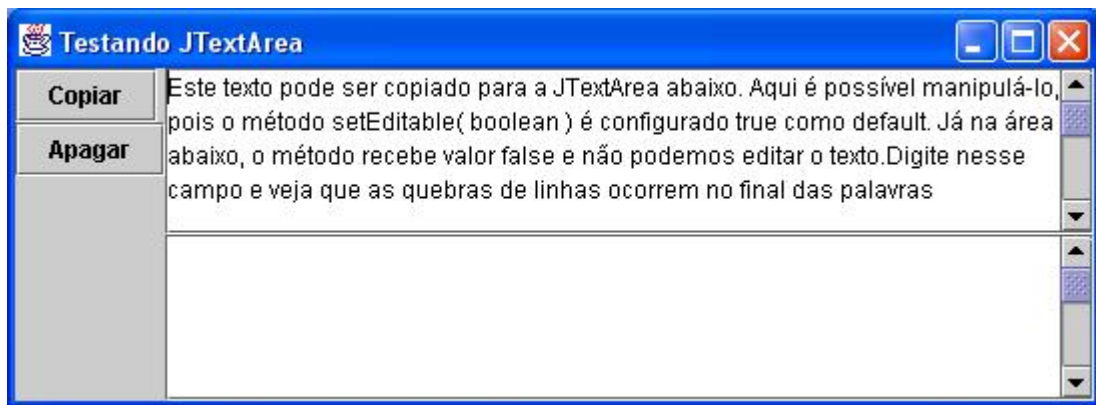 Testando JTextArea
Copiar
Apagar
Este texto pode ser copiado para a JTextArea abaixo. Aqui é possível manipulá-lo,
pois o método setEditable( boolean ) é configurado true como default. Já na área
abaixo, o método recebe valor false e não podemos editar o texto.Digite nesse
campo e veja que as quebras de linhas ocorrem no final das palavras